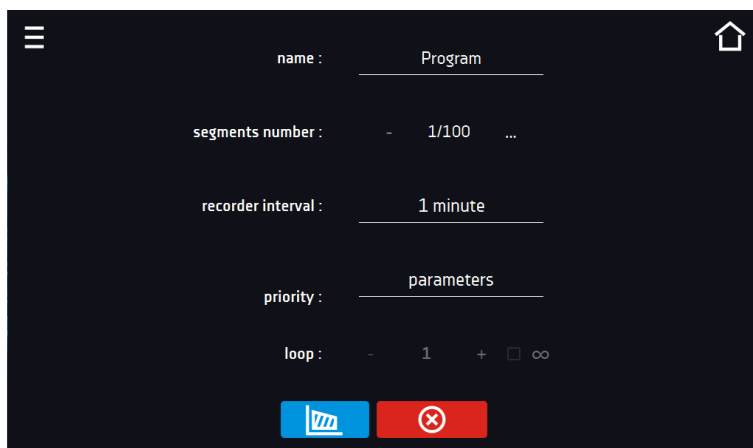 name : Program
segments number : - 1/100 ...
recorder interval : 1 minute
priority : parameters
loop : - 1 + ∞